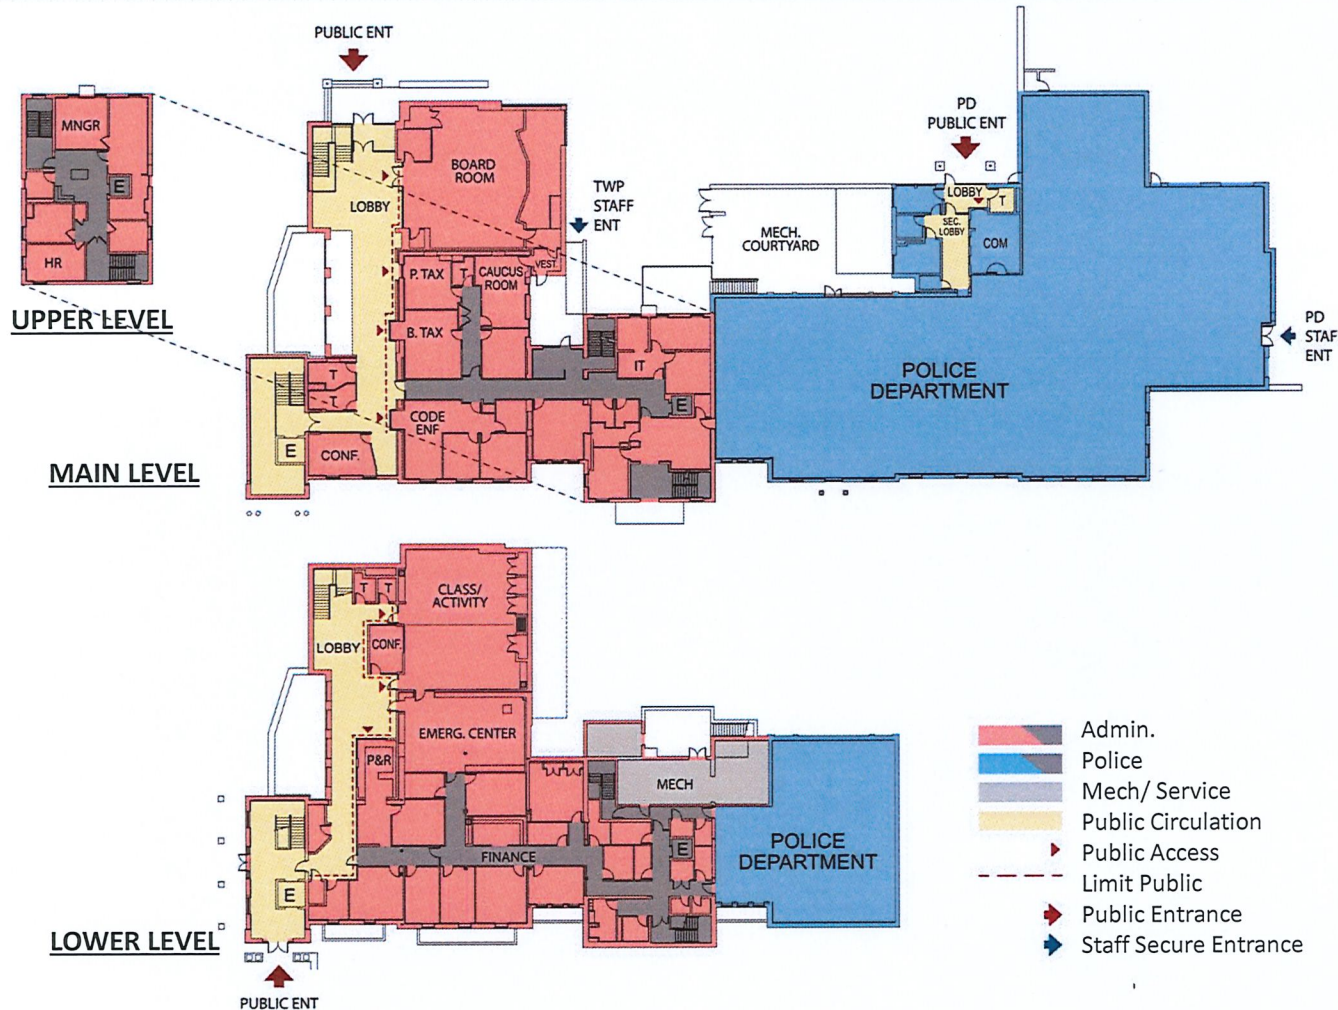 PUBLIC ENT
MNGR
E
HR
UPPER LEVEL
BOARD
ROOM
LOBBY
TWP
STAFF
ENT
PD
PUBLIC ENT
LOBBY
T
SEC.
LOBBY
COM
MECH.
COURTYARD
VEST.
P. TAX
T
CAUCUS
ROOM
B. TAX
IT
PD
STAF
ENT
POLICE
DEPARTMENT
T
T
E
CODE
ENF
E
CONF.
MAIN LEVEL
T
T
CLASS/
ACTIVITY
LOBBY
CONF.
EMERG. CENTER
P&R
MECH
FINANCE
E
POLICE
DEPARTMENT
E
LOWER LEVEL
PUBLIC ENT
Admin.
Police
Mech/ Service
Public Circulation
Public Access
Limit Public
Public Entrance
Staff Secure Entrance